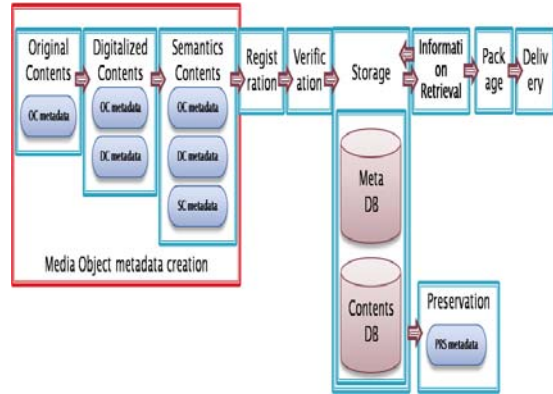 Original
Contents
OC metadata
Digitalized
Contents
OC metadata
DC metadata
Semantics
Contents
OC metadata
DC metadata
SC metadata
Media Object metadata creation
Regist
ration
Verific
ation
Storage
Meta
DB
Contents
DB
Informati
on
Retrieval
Pack
age
Deliv
ery
Preservation
PRS metadata